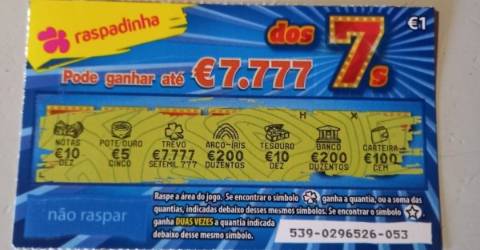 raspadinha
dos 7s
€1
Pode ganhar até €7.777
NOTAS POTE/OURO TREVO ARCO-ÍRIS TESOURO BANCO CARTEIRA
€10 €5 €7.777 €200 €10 €200 €100
DEZ CINCO SETEMIL777 DUZENTOS DEZ DUZENTOS CEM
Raspe a área do jogo. Se encontrar o símbolo ganha a quantia, ou a soma das
quantias, indicadas debaixo desses mesmos símbolos. Se encontrar o símbolo
ganha DUAS VEZES a quantia indicada
debaixo desse mesmo símbolo.
não raspar
539-0296526-053